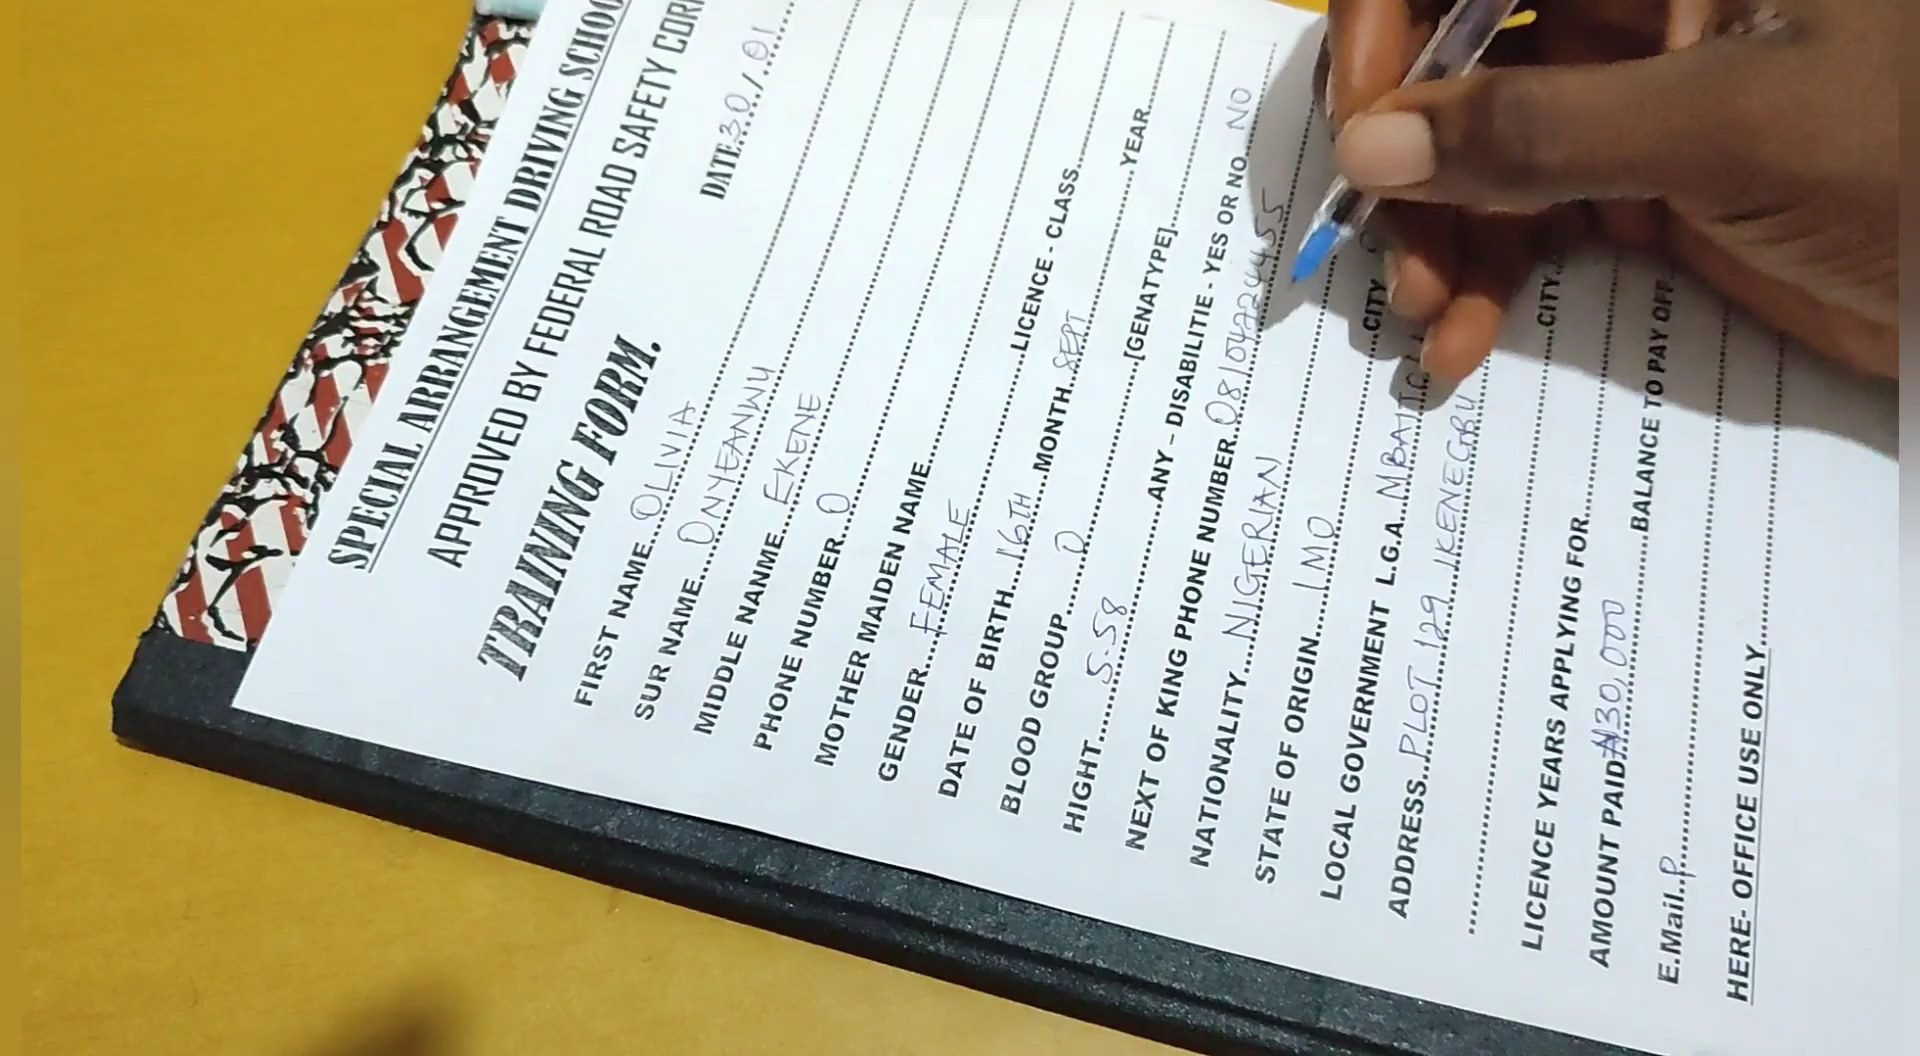 SPECIAL ARRANGEMENT DRIVING SCHOO
APPROVED BY FEDERAL ROAD SAFETY COR
TRAINING FORM.
DATE...30/.01
FIRST NAME...OLIVIA
SUR NAME...ONYEANWU
MIDDLE NANME...EKENE
PHONE NUMBER...0
MOTHER MAIDEN NAME
GENDER...FEMALE
LICENCE - CLASS
DATE OF BIRTH...16TH...MONTH...SEPT...YEAR
BLOOD GROUP...O...[GENATYPE]
HIGHT...5.58...ANY - DISABILITIE - YES OR NO NO
NEXT OF KING PHONE NUMBER
NATIONALITY...NIGERIAN
STATE OF ORIGIN...IMO
LOCAL GOVERNMENT L.G.A. CITY
ADDRESS...PLOT 129 IKENEGBU
CITY
LICENCE YEARS APPLYING FOR
AMOUNT PAID ₦30,000 BALANCE TO PAY OFF
E.Mail..P
HERE- OFFICE USE ONLY